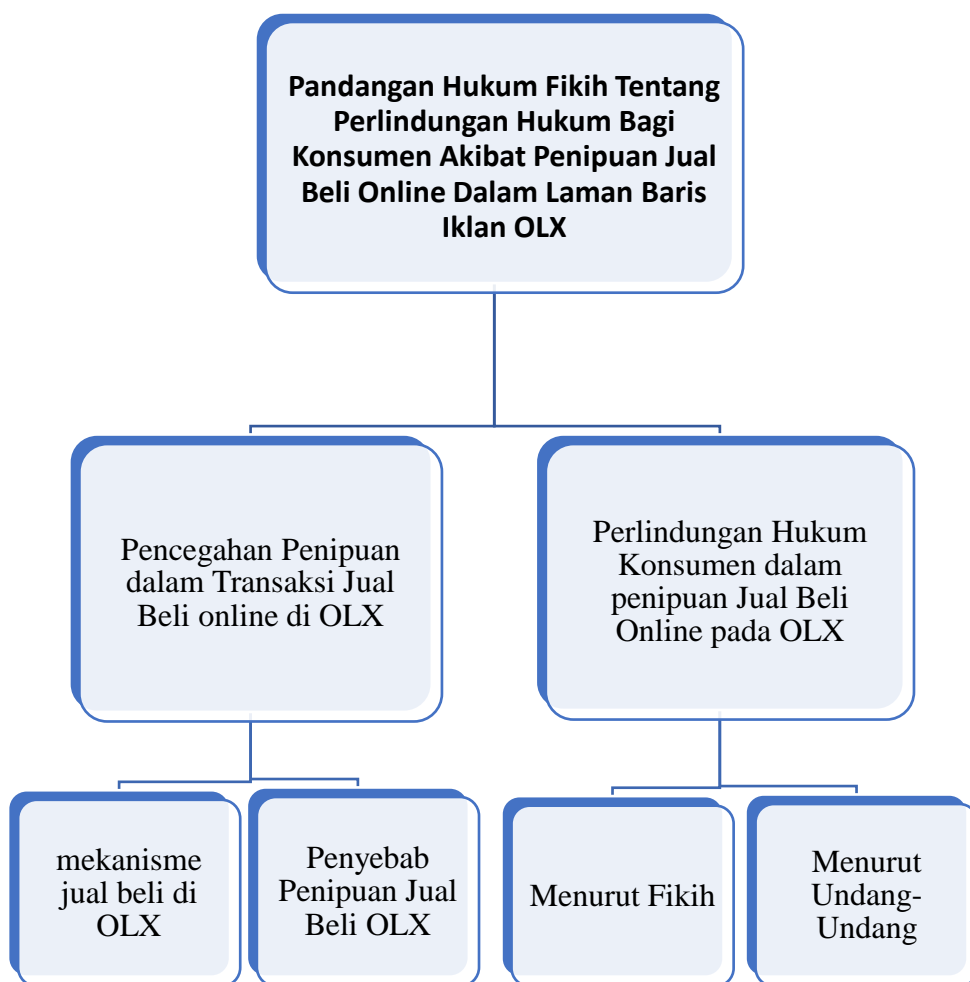 Pandangan Hukum Fikih Tentang
Perlindungan Hukum Bagi
Konsumen Akibat Penipuan Jual
Beli Online Dalam Laman Baris
Iklan OLX
Pencegahan Penipuan
dalam Transaksi Jual
Beli online di OLX
Perlindungan Hukum
Konsumen dalam
penipuan Jual Beli
Online pada OLX
mekanisme
jual beli di
OLX
Penyebab
Penipuan Jual
Beli OLX
Menurut Fikih
Menurut
Undang-
Undang